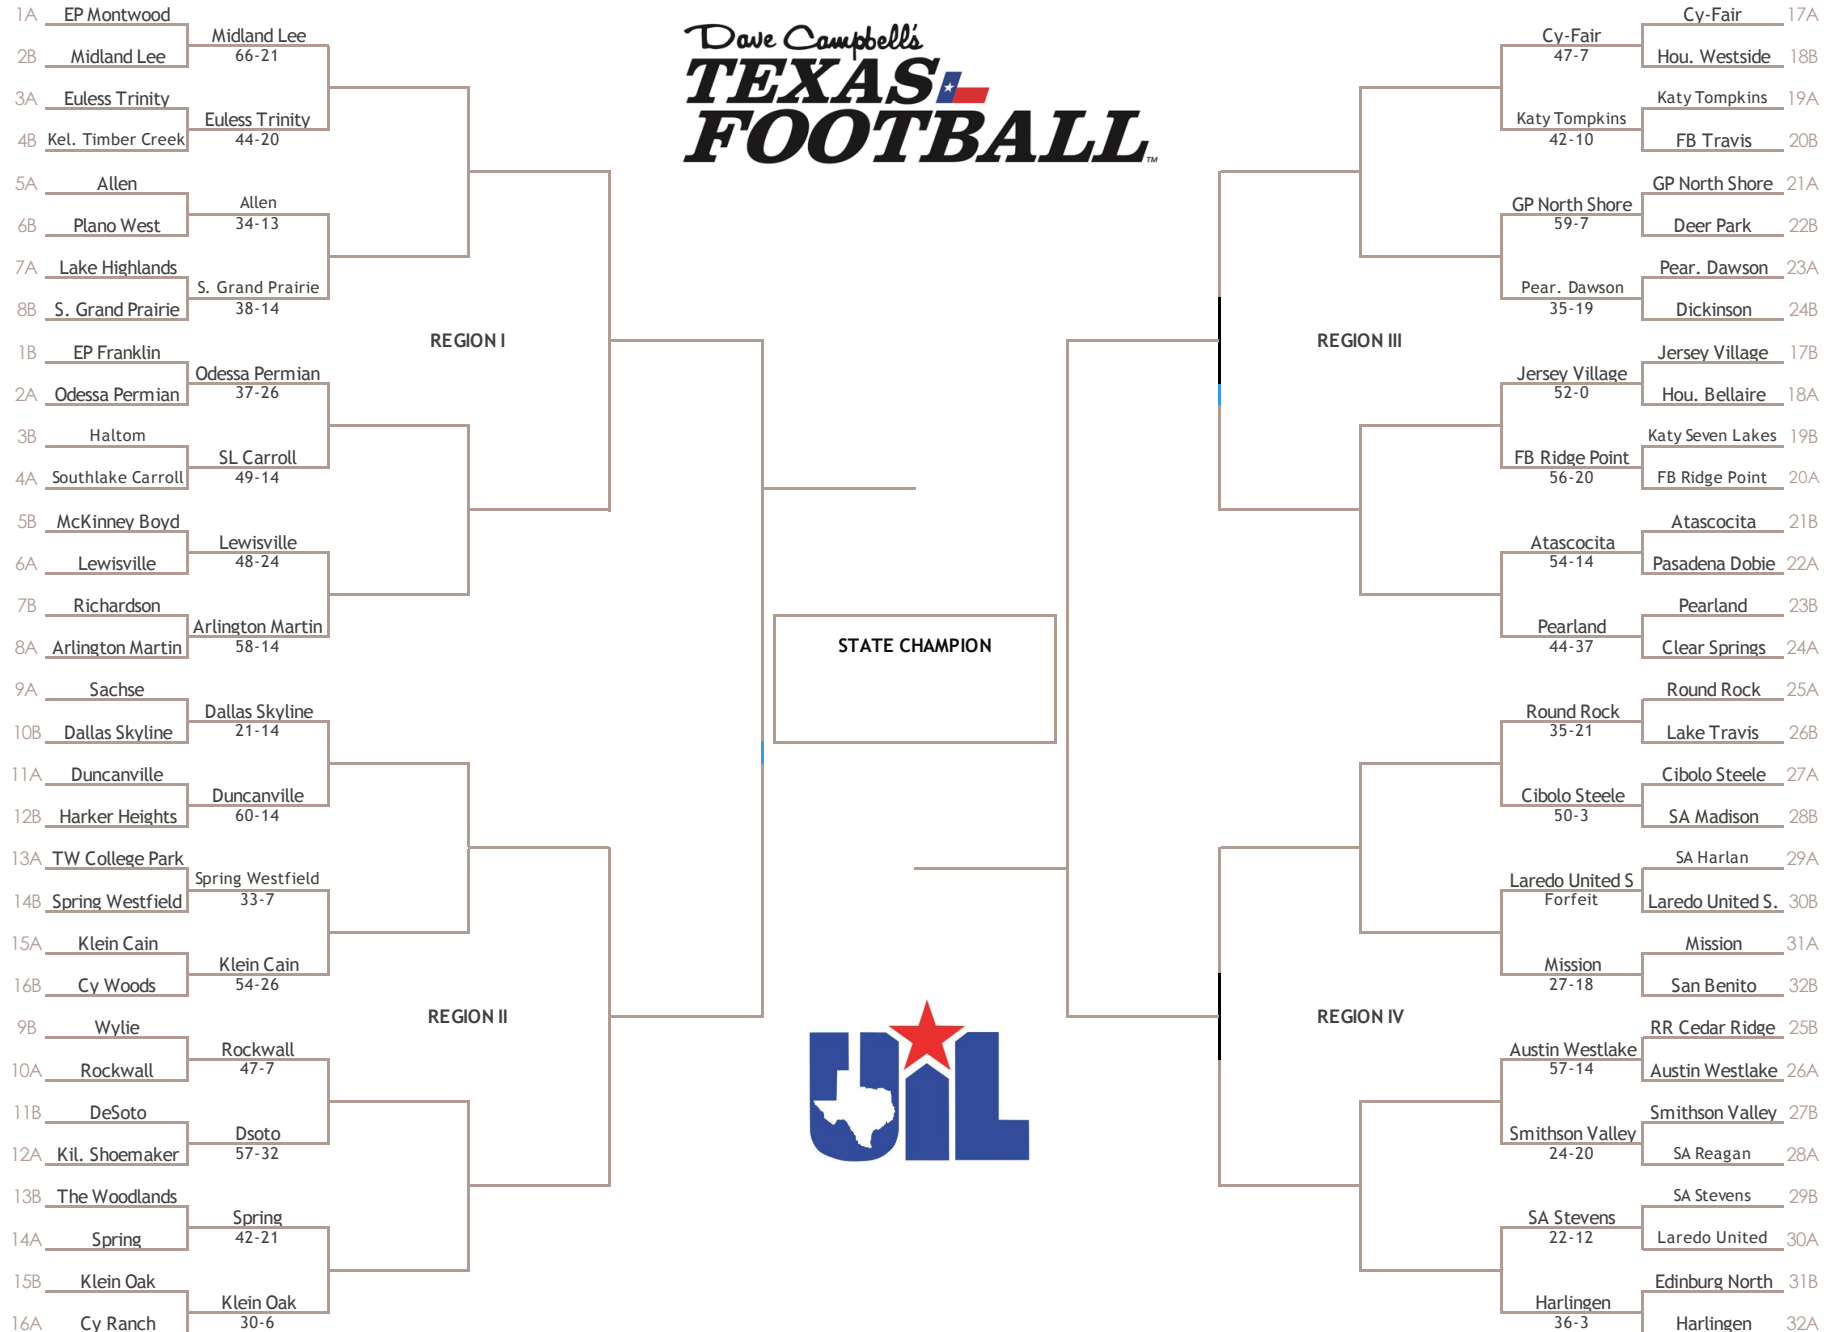 Dave Campbell's
TEXAS
FOOTBALL™
1A EP Montwood
Midland Lee
66-21
2B Midland Lee
3A Euless Trinity
Euless Trinity
44-20
4B Kel. Timber Creek
5A Allen
Allen
34-13
6B Plano West
7A Lake Highlands
S. Grand Prairie
38-14
8B S. Grand Prairie
REGION I
1B EP Franklin
Odessa Permian
37-26
2A Odessa Permian
3B Haltom
SL Carroll
49-14
4A Southlake Carroll
5B McKinney Boyd
Lewisville
48-24
6A Lewisville
7B Richardson
Arlington Martin
58-14
8A Arlington Martin
9A Sachse
Dallas Skyline
21-14
10B Dallas Skyline
11A Duncanville
Duncanville
60-14
12B Harker Heights
13A TW College Park
Spring Westfield
33-7
14B Spring Westfield
15A Klein Cain
Klein Cain
54-26
16B Cy Woods
REGION II
9B Wylie
Rockwall
47-7
10A Rockwall
11B DeSoto
Dsoto
57-32
12A Kil. Shoemaker
13B The Woodlands
Spring
42-21
14A Spring
15B Klein Oak
Klein Oak
30-6
16A Cy Ranch
STATE CHAMPION
UIL
Cy-Fair 17A
Cy-Fair
47-7
Hou. Westside 18B
Katy Tompkins 19A
Katy Tompkins
42-10
FB Travis 20B
GP North Shore 21A
GP North Shore
59-7
Deer Park 22B
Pear. Dawson 23A
Pear. Dawson
35-19
Dickinson 24B
REGION III
Jersey Village 17B
Jersey Village
52-0
Hou. Bellaire 18A
Katy Seven Lakes 19B
FB Ridge Point
56-20
FB Ridge Point 20A
Atascocita 21B
Atascocita
54-14
Pasadena Dobie 22A
Pearland 23B
Pearland
44-37
Clear Springs 24A
Round Rock 25A
Round Rock
35-21
Lake Travis 26B
Cibolo Steele 27A
Cibolo Steele
50-3
SA Madison 28B
SA Harlan 29A
Laredo United S
Forfeit
Laredo United S. 30B
Mission 31A
Mission
27-18
San Benito 32B
REGION IV
RR Cedar Ridge 25B
Austin Westlake
57-14
Austin Westlake 26A
Smithson Valley 27B
Smithson Valley
24-20
SA Reagan 28A
SA Stevens 29B
SA Stevens
22-12
Laredo United 30A
Edinburg North 31B
Harlingen
36-3
Harlingen 32A